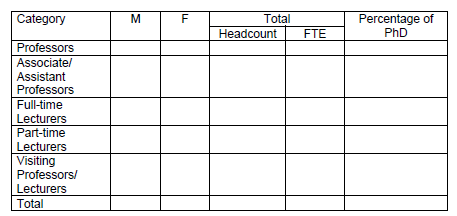 Category M F Total Percentage of
PhD
Headcount FTE
Professors
Associate/
Assistant
Professors
Full-time
Lecturers
Part-time
Lecturers
Visiting
Professors/
Lecturers
Total